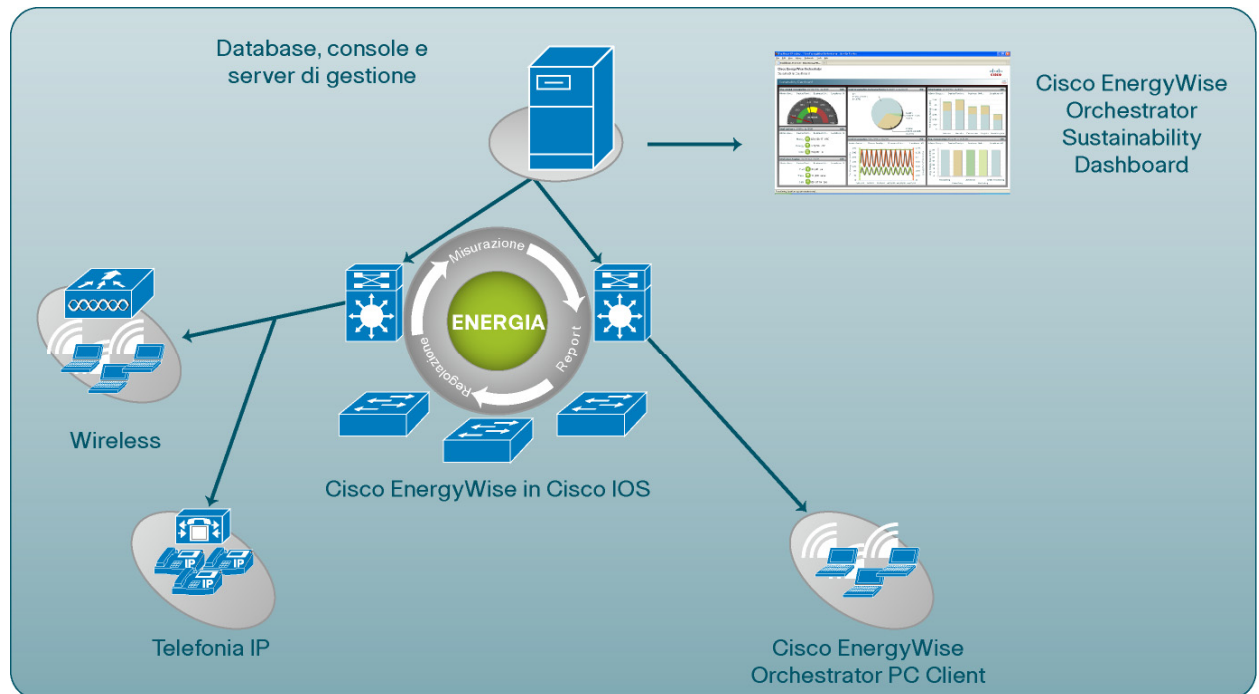 Database, console e
server di gestione
Cisco EnergyWise
Orchestrator
Sustainability
Dashboard
Misurazione
ENERGIA
Report
Regolazione
Wireless
Cisco EnergyWise in Cisco IOS
IP
IP
IP
Telefonia IP
Cisco EnergyWise
Orchestrator PC Client